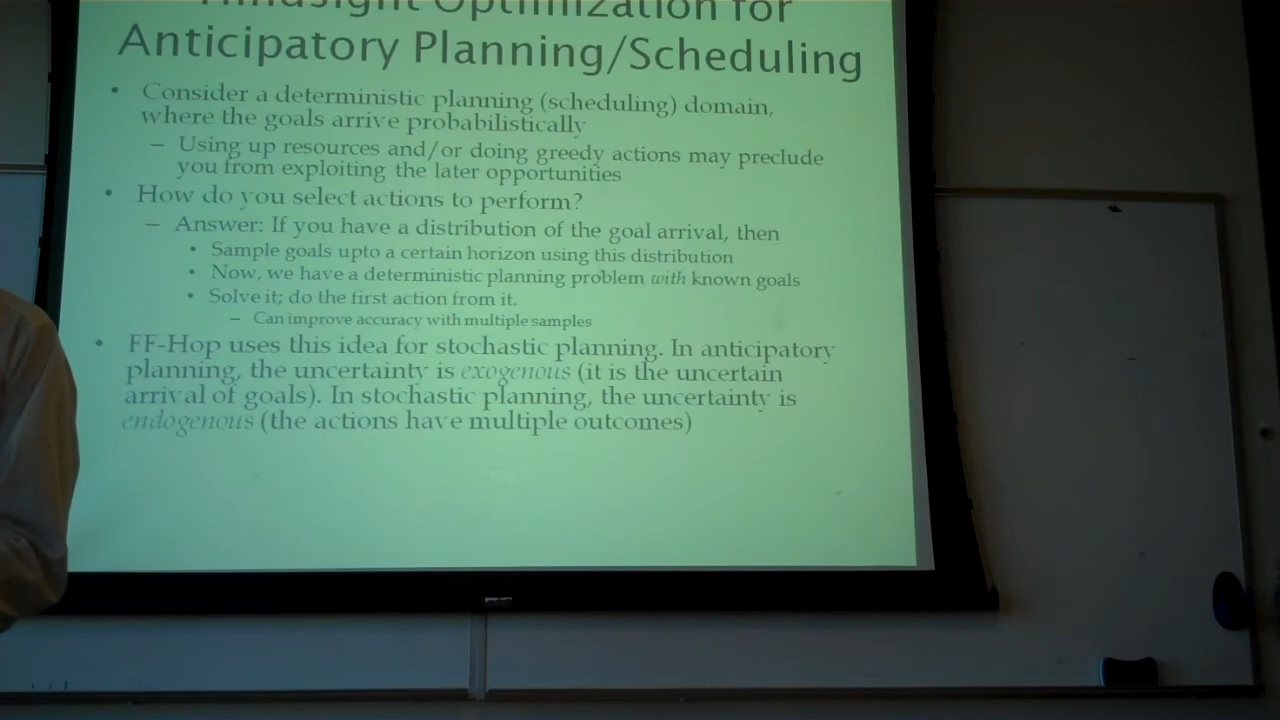 Hindsight Optimization for
Anticipatory Planning/Scheduling
• Consider a deterministic planning (scheduling) domain,
where the goals arrive probabilistically
– Using up resources and/or doing greedy actions may preclude
you from exploiting the later opportunities
• How do you select actions to perform?
– Answer: If you have a distribution of the goal arrival, then
• Sample goals upto a certain horizon using this distribution
• Now, we have a deterministic planning problem with known goals
• Solve it; do the first action from it.
– Can improve accuracy with multiple samples
• FF-Hop uses this idea for stochastic planning. In anticipatory
planning, the uncertainty is exogenous (it is the uncertain
arrival of goals). In stochastic planning, the uncertainty is
endogenous (the actions have multiple outcomes)